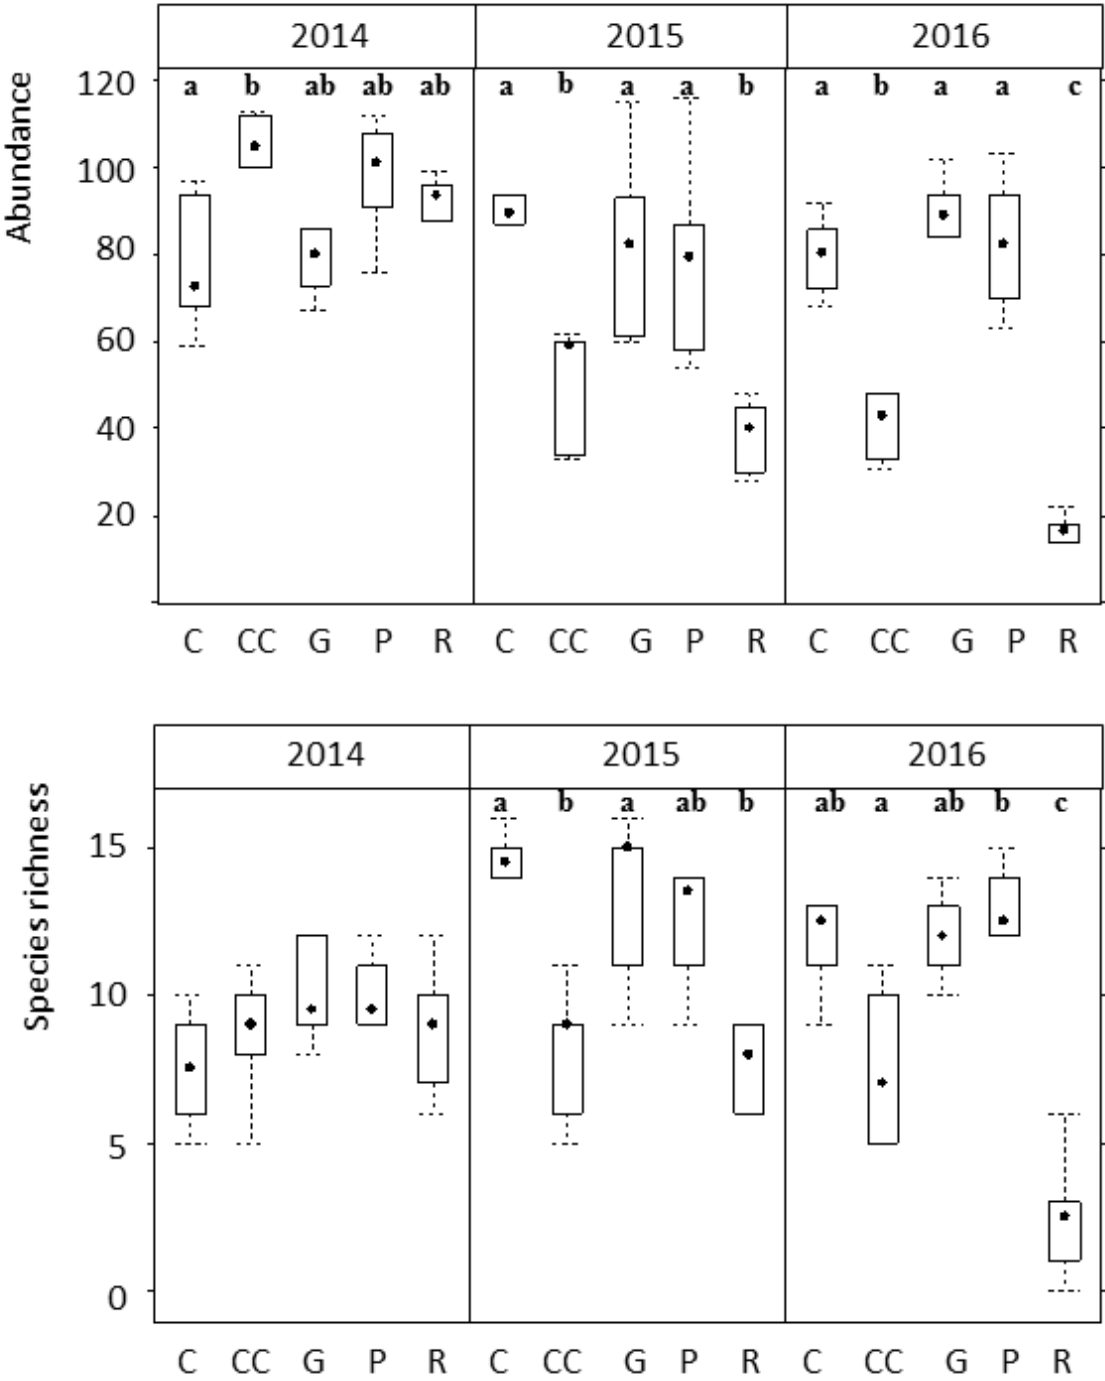 2014 2015 2016
Abundance
a b ab ab ab a b a a b a b a a c
120
100
80
60
40
20
C CC G P R C CC G P R C CC G P R
2014 2015 2016
Species richness
a b a ab b ab a ab b c
15
10
5
0
C CC G P R C CC G P R C CC G P R